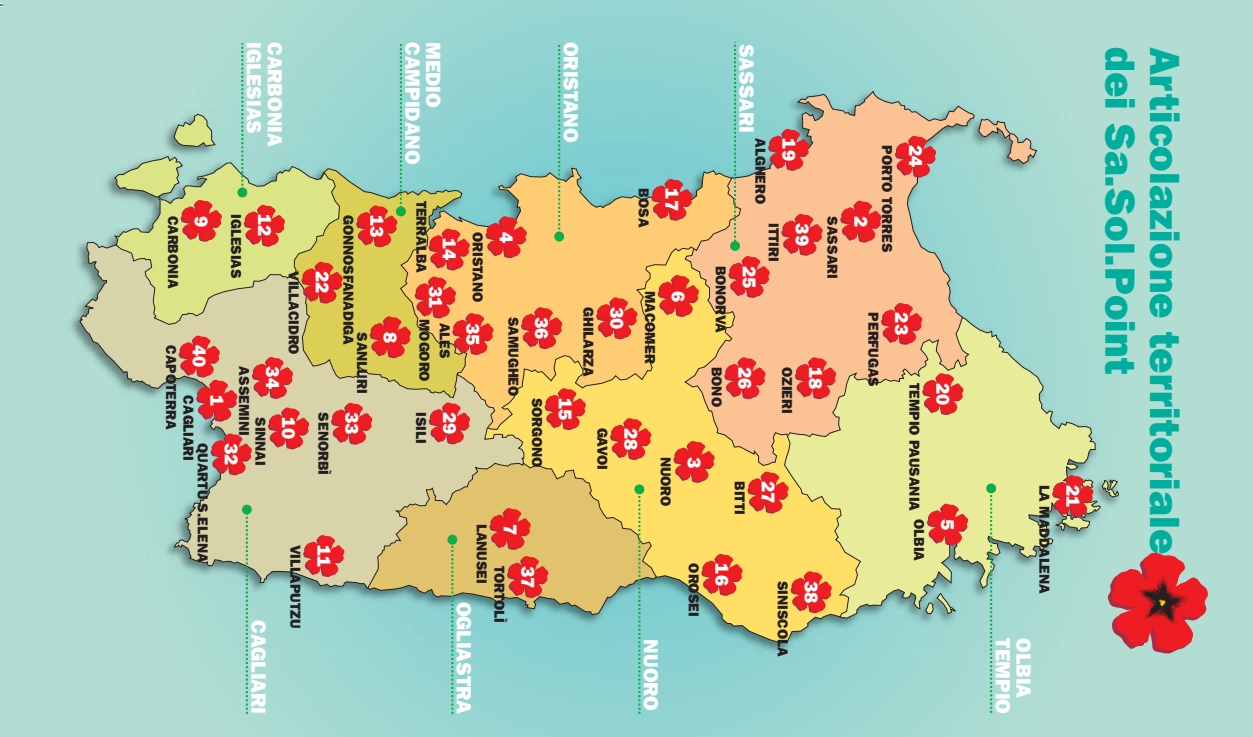 Articolazione territoriale
dei Sa.Sol.Point
21
LA MADDALENA
OLBIA
TEMPIO
5
OLBIA
20
TEMPIO PAUSANIA
24
PORTO TORRES
23
PERFUGAS
2
SASSARI
18
OZIERI
39
ITTIRI
19
ALGHERO
38
SINISCOLA
27
BITTI
SASSARI
25
BONORVA
26
BONO
16
OROSEI
3
NUORO
6
MACOMER
17
BOSA
28
GAVOI
NUORO
30
GHILARZA
15
SORGONO
ORISTANO
36
SAMUGHEO
37
TORTOLÌ
7
LANUSEI
4
ORISTANO
35
ALES
OGLIASTRA
14
TERRALBA
31
MOGORO
29
ISILI
MEDIO
CAMPIDANO
8
SANLURI
13
GONNOSFANADIGA
33
SENORBÌ
22
VILLACIDRO
11
VILLAPUTZU
10
SINNAI
34
ASSEMINI
CARBONIA
IGLESIAS
12
IGLESIAS
CAGLIARI
32
QUARTU S.ELENA
1
CAGLIARI
9
CARBONIA
40
CAPOTERRA